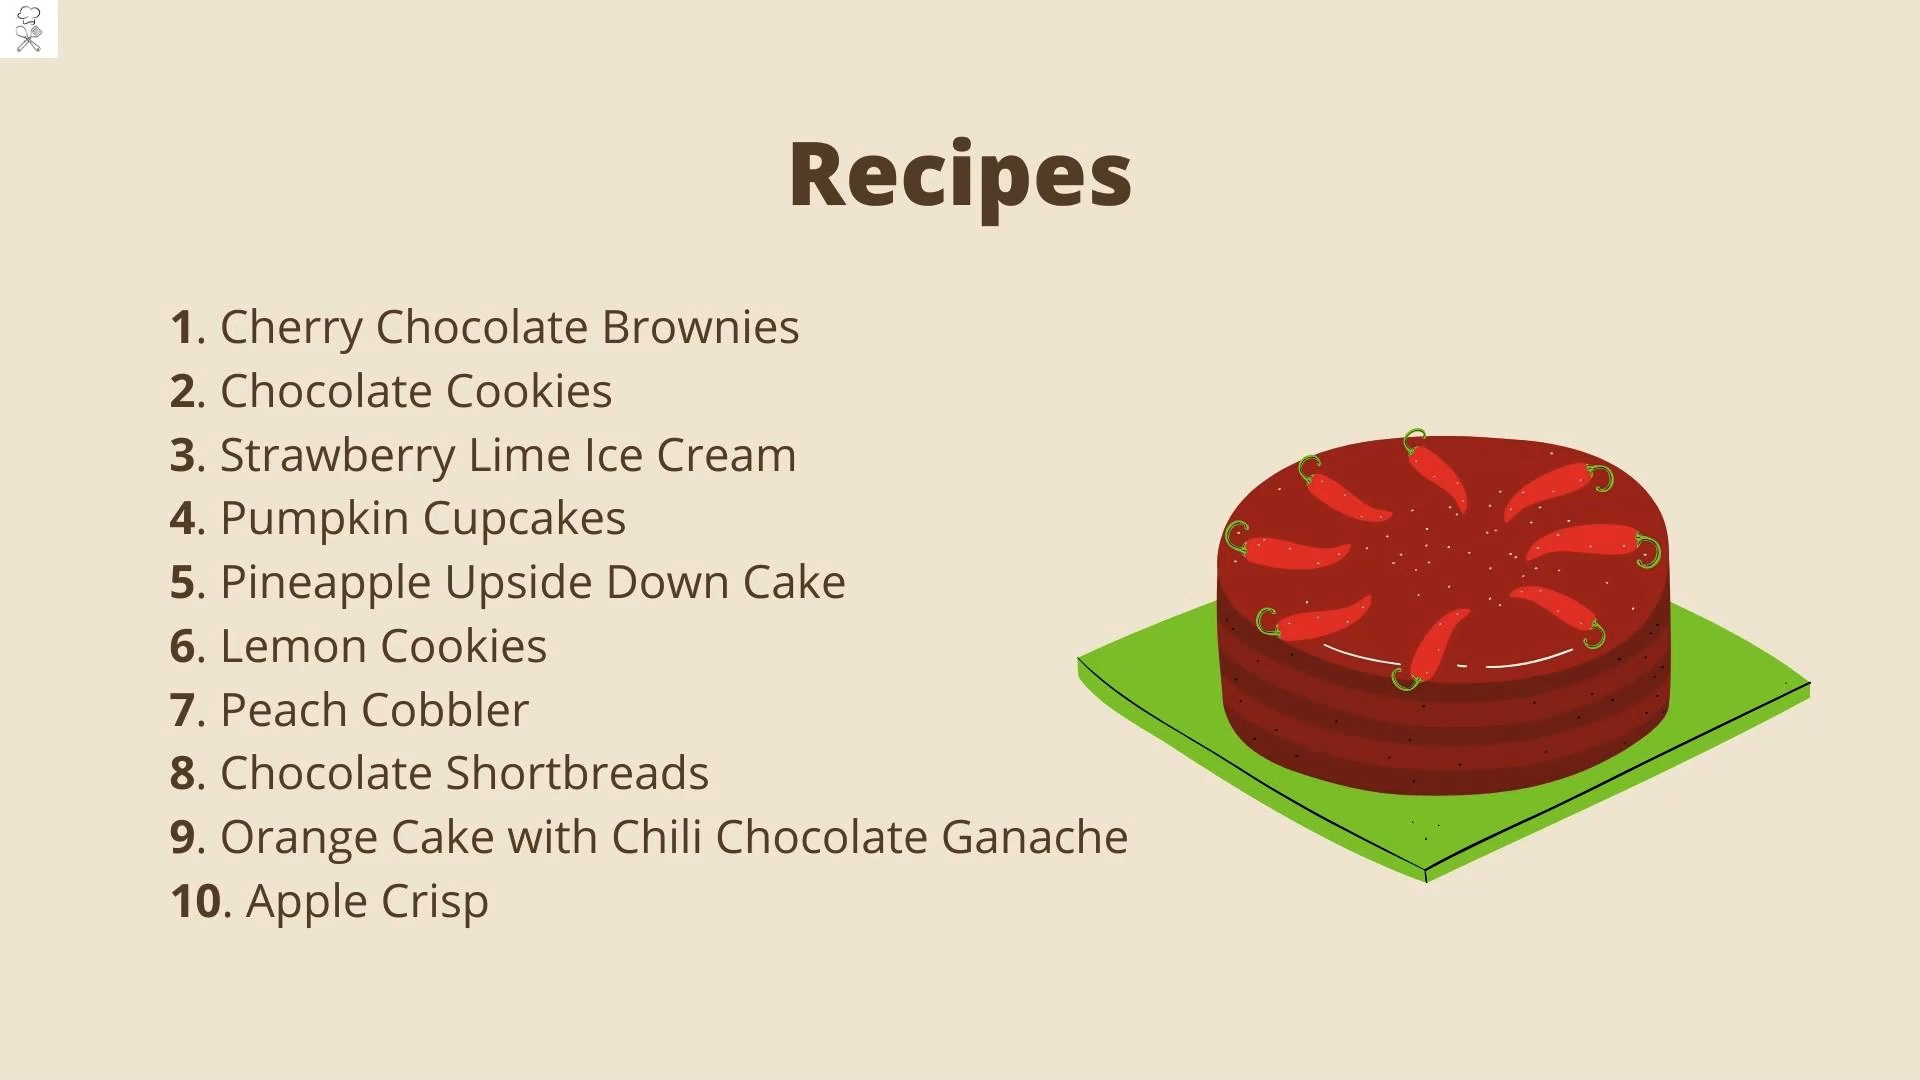 Recipes
1. Cherry Chocolate Brownies
2. Chocolate Cookies
3. Strawberry Lime Ice Cream
4. Pumpkin Cupcakes
5. Pineapple Upside Down Cake
6. Lemon Cookies
7. Peach Cobbler
8. Chocolate Shortbreads
9. Orange Cake with Chili Chocolate Ganache
10. Apple Crisp